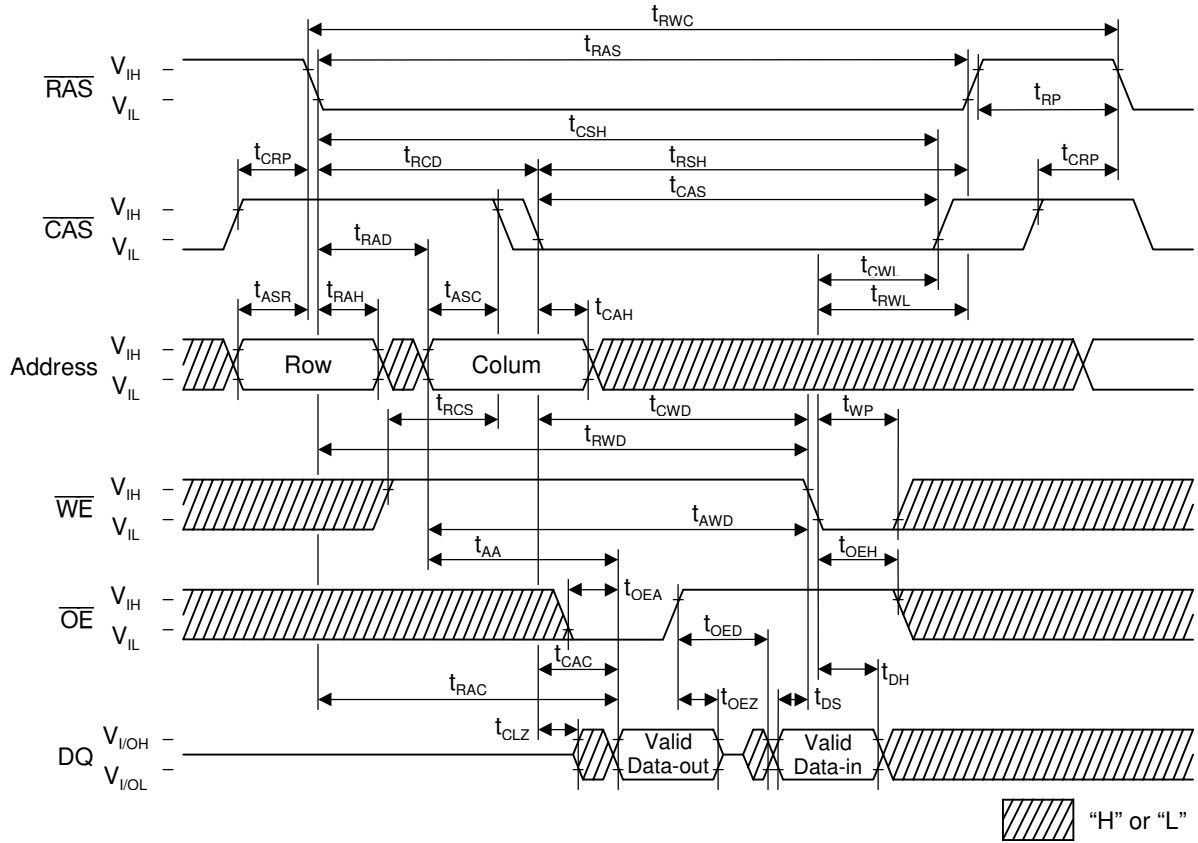 tRWC
tRAS
RAS
VIH
VIL
tRP
tCSH
tCRP
tRCD
tRSH
tCRP
tCAS
CAS
VIH
VIL
tRAD
tCWL
tASR
tRAH
tASC
tCAH
tRWL
Address
VIH
VIL
Row
Colum
tRCS
tCWD
tWP
tRWD
WE
VIH
VIL
tAWD
tAA
tOEH
OE
VIH
VIL
tOEA
tOED
tCAC
tDH
tRAC
tOEZ
tDS
tCLZ
DQ
VI/OH
VI/OL
Valid
Data-out
Valid
Data-in
“H” or “L”